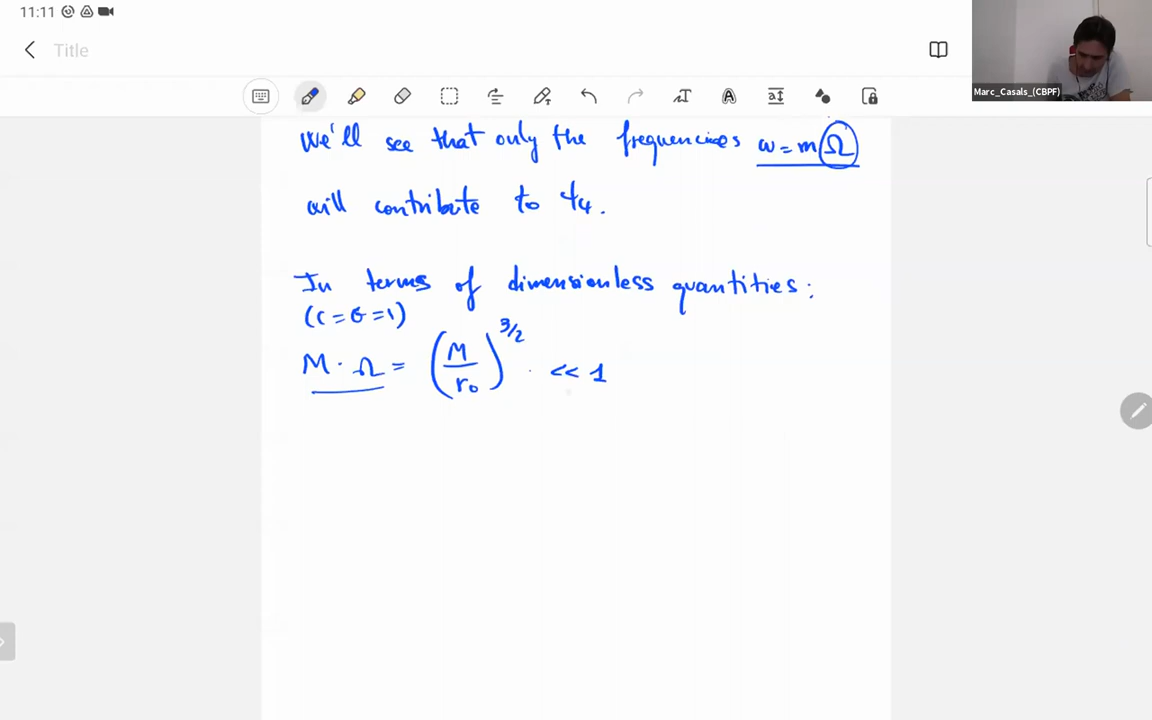 11:11
Title
Marc_Casals_(CBPF)
We'll see that only the frequencies ω = mΩ
will contribute to ψ₄.
In terms of dimensionless quantities:
(c = G = 1)
M · Ω = (M/r₀)^{3/2} << 1